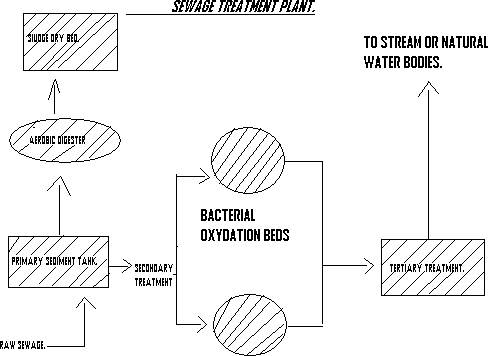 SEWAGE TREATMENT PLANT.
SLUDGE DRY BED.
TO STREAM OR NATURAL
WATER BODIES.
AEROBIC DIGESTER
BACTERIAL
OXYDATION BEDS
PRIMARY SEDIMENT TANK.
SECONDARY
TREATMENT
TERTIARY TREATMENT.
RAW SEWAGE.